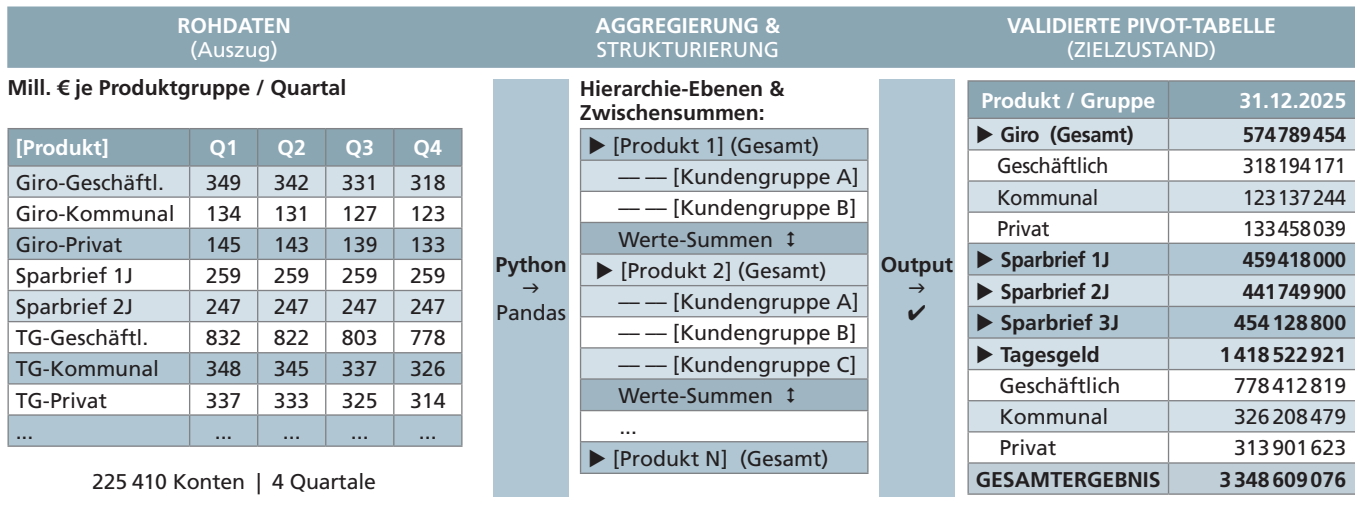 ROHDATEN
(Auszug)
Mill. € je Produktgruppe / Quartal
[Produkt] Q1 Q2 Q3 Q4
Giro-Geschäftl. 349 342 331 318
Giro-Kommunal 134 131 127 123
Giro-Privat 145 143 139 133
Sparbrief 1J 259 259 259 259
Sparbrief 2J 247 247 247 247
TG-Geschäftl. 832 822 803 778
TG-Kommunal 348 345 337 326
TG-Privat 337 333 325 314
... ... ... ... ...
225 410 Konten | 4 Quartale
Python
→
Pandas
AGGREGIERUNG &
STRUKTURIERUNG
Hierarchie-Ebenen &
Zwischensummen:
▶ [Produkt 1] (Gesamt)
— — [Kundengruppe A]
— — [Kundengruppe B]
Werte-Summen ↕
▶ [Produkt 2] (Gesamt)
— — [Kundengruppe A]
— — [Kundengruppe B]
— — [Kundengruppe C]
Werte-Summen ↕
...
▶ [Produkt N] (Gesamt)
Output
→
✔
VALIDIERTE PIVOT-TABELLE
(ZIELZUSTAND)
Produkt / Gruppe 31.12.2025
▶ Giro (Gesamt) 574 789 454
Geschäftlich 318 194 171
Kommunal 123 137 244
Privat 133 458 039
▶ Sparbrief 1J 459 418 000
▶ Sparbrief 2J 441 749 900
▶ Sparbrief 3J 454 128 800
▶ Tagesgeld 1 418 522 921
Geschäftlich 778 412 819
Kommunal 326 208 479
Privat 313 901 623
GESAMTERGEBNIS 3 348 609 076